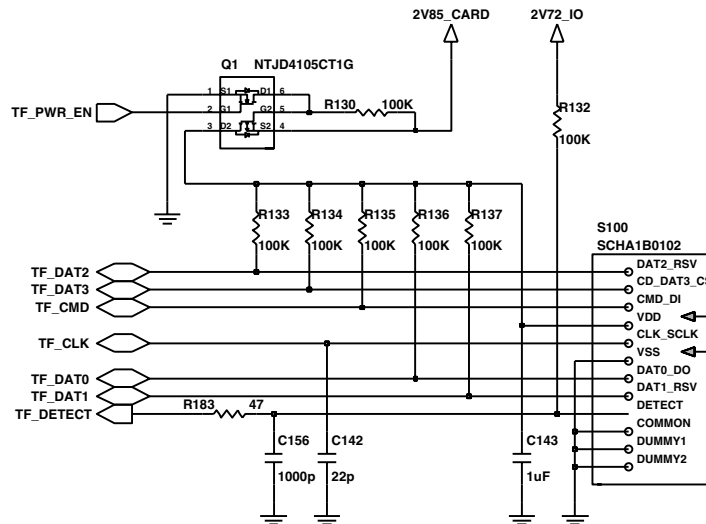 2V85_CARD 2V72_IO
Q1 NTJD4105CT1G
1 S1 D1 6
TF_PWR_EN 2 G1 G2 5 R130 100K
3 D2 S2 4
R132
100K
R133 R134 R135 R136 R137
100K 100K 100K 100K 100K
S100
SCHA1B0102
TF_DAT2 DAT2_RSV
TF_DAT3 CD_DAT3_CS
TF_CMD CMD_DI
VDD
TF_CLK CLK_SCLK
VSS
TF_DAT0 DAT0_DO
TF_DAT1 DAT1_RSV
TF_DETECT R183 47 DETECT
COMMON
C156 C142 C143 DUMMY1
1000p 22p 1uF DUMMY2